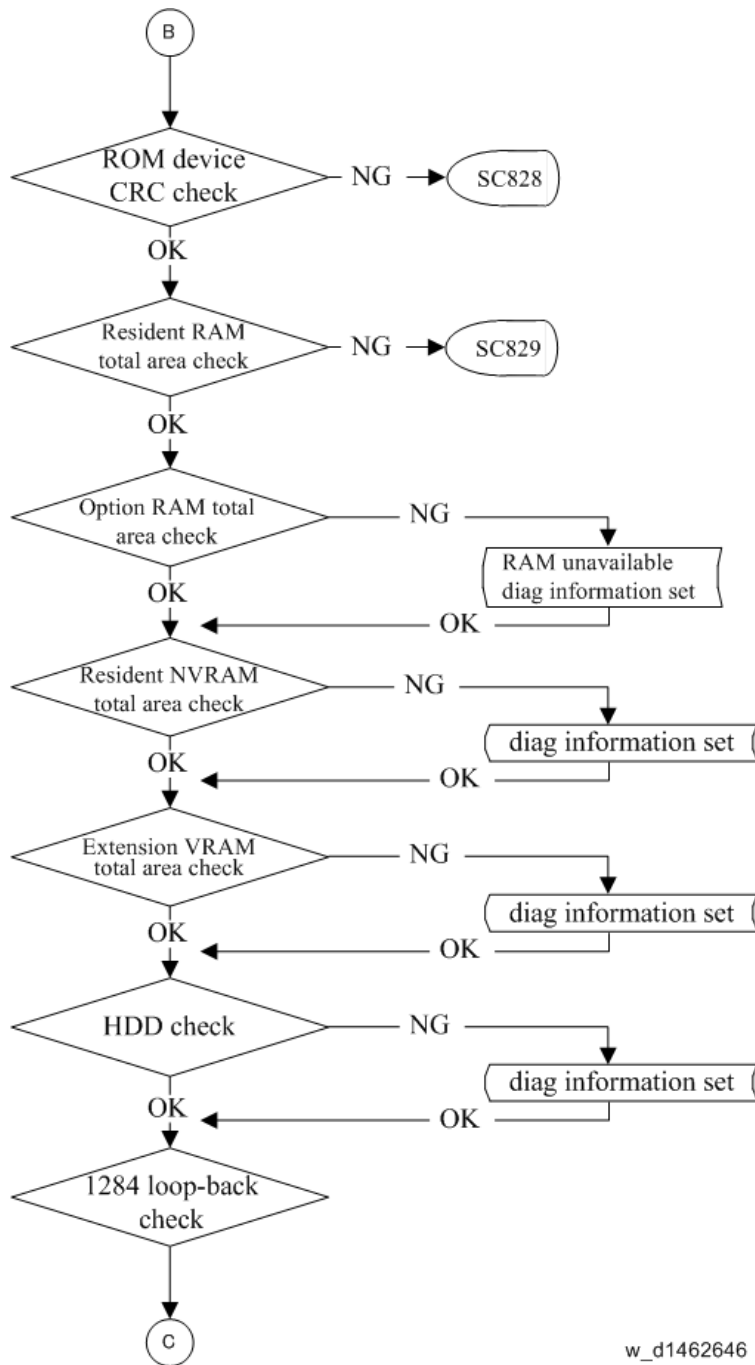 B
ROM device
CRC check
NG
SC828
OK
Resident RAM
total area check
NG
SC829
OK
Option RAM total
area check
NG
RAM unavailable
diag information set
OK
OK
Resident NVRAM
total area check
NG
diag information set
OK
OK
Extension VRAM
total area check
NG
diag information set
OK
OK
HDD check
NG
diag information set
OK
OK
1284 loop-back
check
C
w_d1462646